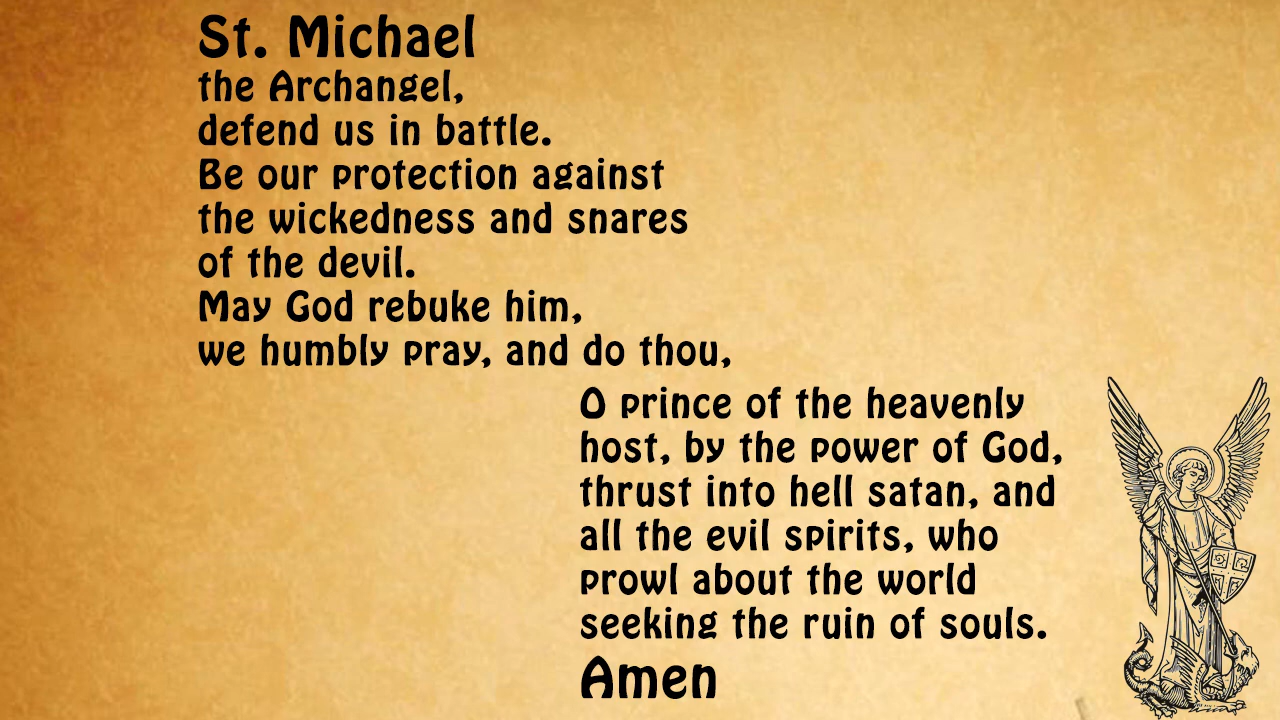 St. Michael
the Archangel,
defend us in battle.
Be our protection against
the wickedness and snares
of the devil.
May God rebuke him,
we humbly pray, and do thou,
O prince of the heavenly
host, by the power of God,
thrust into hell satan, and
all the evil spirits, who
prowl about the world
seeking the ruin of souls.
Amen